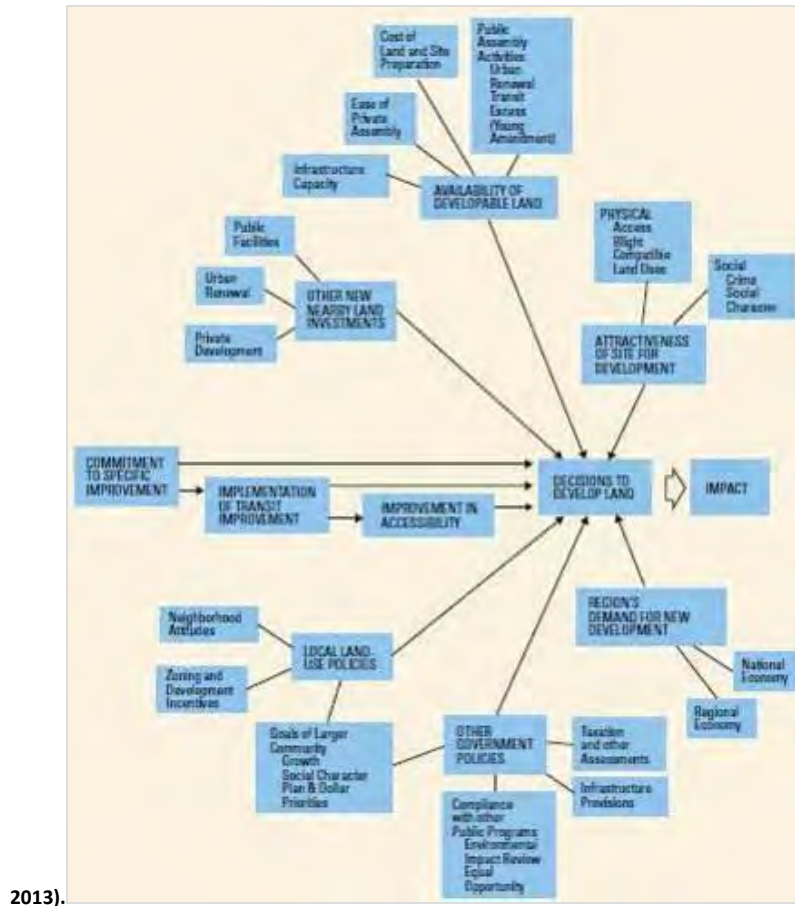 Cost of
Land and Site
Preparation
Public
Assembly
Activities
Urban
Renewal
Transit
Excess
(Young
Amendment)
Ease of
Private
Assembly
Infrastructure
Capacity
AVAILABILITY OF
DEVELOPABLE LAND
Public
Facilities
Urban
Renewal
Private
Development
OTHER NEW
NEARBY LAND
INVESTMENTS
PHYSICAL
Access
Blight
Compatible
Land Uses
Social
Crime
Social
Character
ATTRACTIVENESS
OF SITE FOR
DEVELOPMENT
COMMITMENT
TO SPECIFIC
IMPROVEMENT
IMPLEMENTATION
OF TRANSIT
IMPROVEMENT
IMPROVEMENT IN
ACCESSIBILITY
DECISIONS TO
DEVELOP LAND
IMPACT
Neighborhood
Attitudes
Zoning and
Development
Incentives
LOCAL LAND-
USE POLICIES
Goals of Larger
Community
Growth
Social Character
Plan & Dollar
Priorities
OTHER
GOVERNMENT
POLICIES
Taxation
and other
Assessments
Infrastructure
Provisions
Compliance
with other
Public Programs
Environmental
Impact Review
Equal
Opportunity
REGION'S
DEMAND FOR NEW
DEVELOPMENT
National
Economy
Regional
Economy
2013).